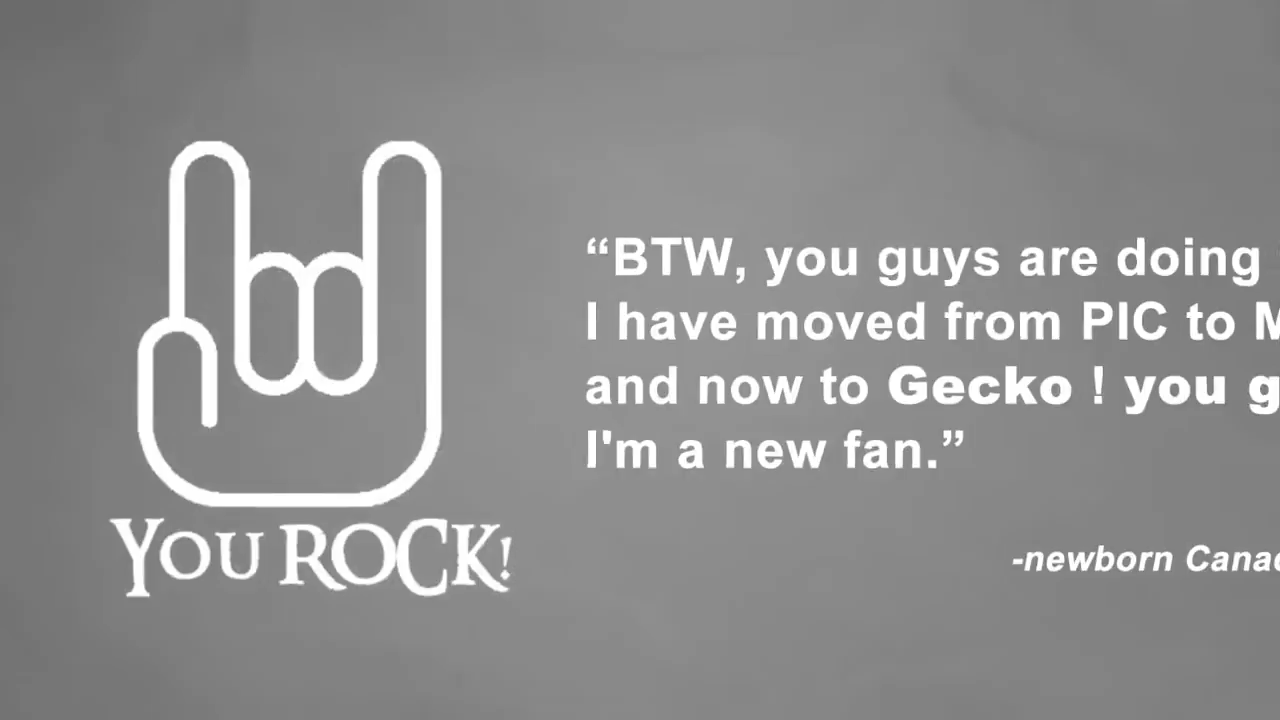 You ROCK!
“BTW, you guys are doing
I have moved from PIC to
and now to Gecko ! you
I'm a new fan.”
-newborn